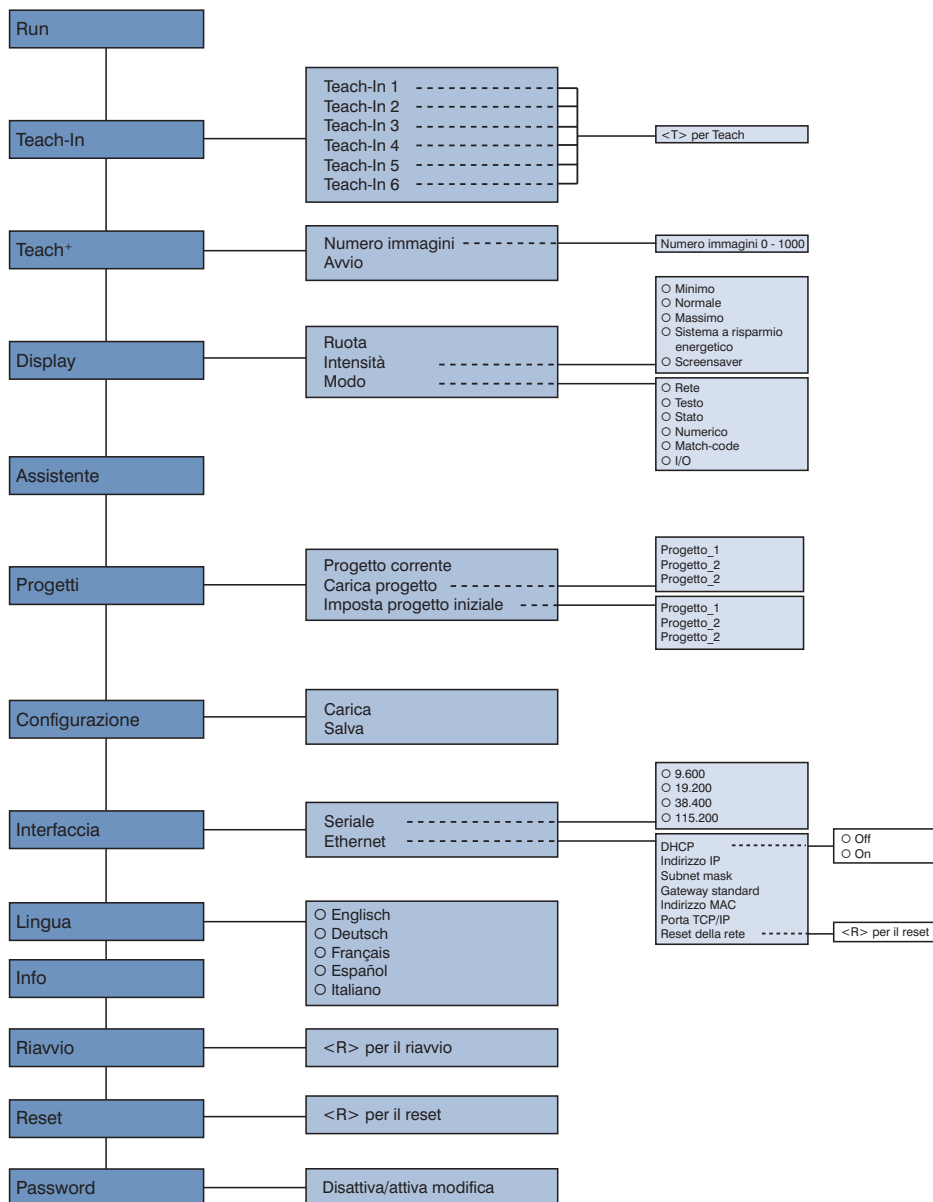 Run
Teach-In
Teach-In 1
Teach-In 2
Teach-In 3
Teach-In 4
Teach-In 5
Teach-In 6
<T> per Teach
Teach+
Numero immagini
Avvio
Numero immagini 0 - 1000
Display
Ruota
Intensità
Modo
Minimo
Normale
Massimo
Sistema a risparmio
energetico
Screensaver
Rete
Testo
Stato
Numerico
Match-code
I/O
Assistente
Progetti
Progetto corrente
Carica progetto
Imposta progetto iniziale
Progetto_1
Progetto_2
Progetto_2
Progetto_1
Progetto_2
Progetto_2
Configurazione
Carica
Salva
Interfaccia
Seriale
Ethernet
9.600
19.200
38.400
115.200
DHCP
Indirizzo IP
Subnet mask
Gateway standard
Indirizzo MAC
Porta TCP/IP
Reset della rete
Off
On
<R> per il reset
Lingua
Englisch
Deutsch
Français
Español
Italiano
Info
Riavvio
<R> per il riavvio
Reset
<R> per il reset
Password
Disattiva/attiva modifica